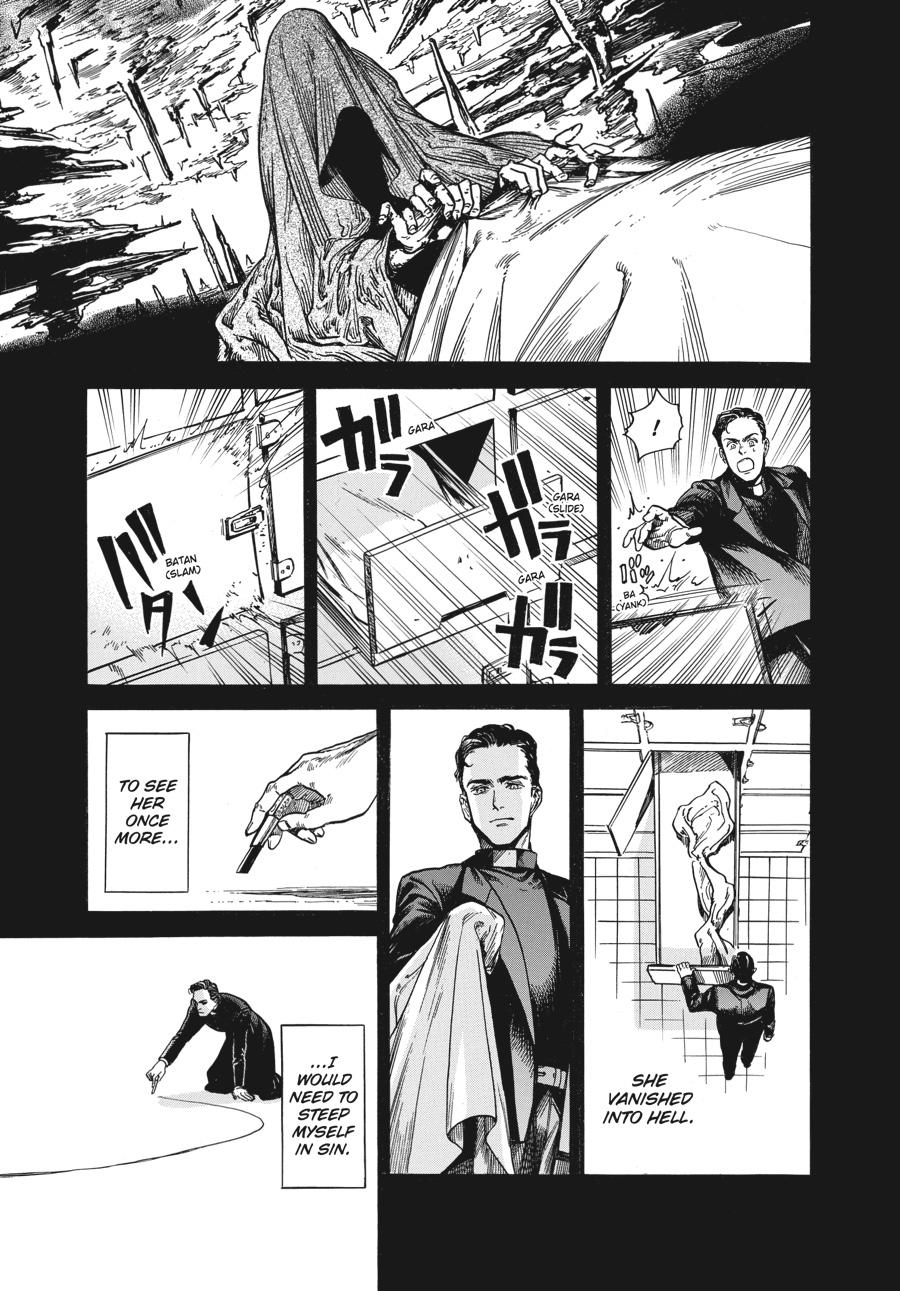 !
バッ
BA
(YANK)
ガラ
GARA
ガラ
GARA
(SLIDE)
ガラ
GARA
バタン
BATAN
(SLAM)
SHE
VANISHED
INTO HELL.
TO SEE
HER
ONCE
MORE...
...I
WOULD
NEED TO
STEEP
MYSELF
IN SIN.